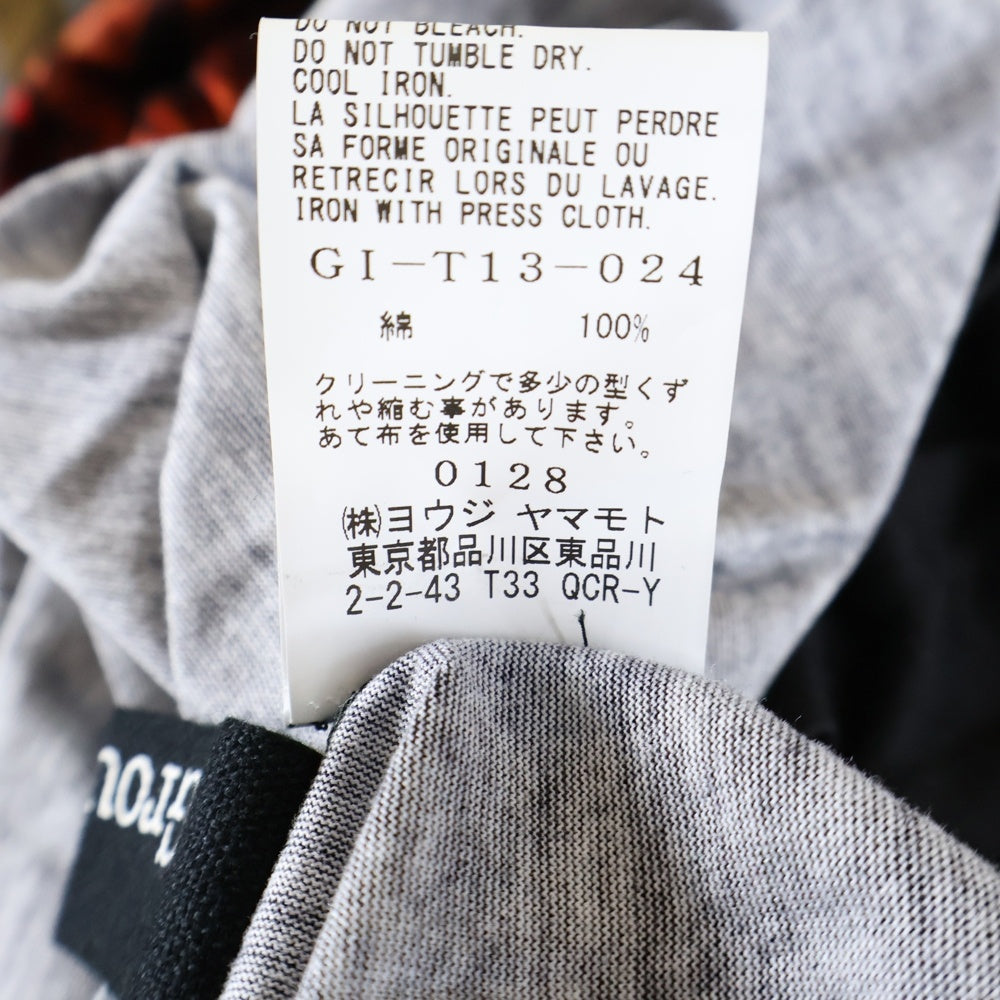 DO NOT BLEACH.
DO NOT TUMBLE DRY.
COOL IRON.
LA SILHOUETTE PEUT PERDRE
SA FORME ORIGINALE OU
RETRECIR LORS DU LAVAGE.
IRON WITH PRESS CLOTH.
GI-T13-024
綿 100%
クリーニングで多少の型くず
れや縮む事があります。
あて布を使用して下さい。
0128
㈱ヨウジ ヤマモト
東京都品川区東品川
2-2-43 T33 QCR-Y